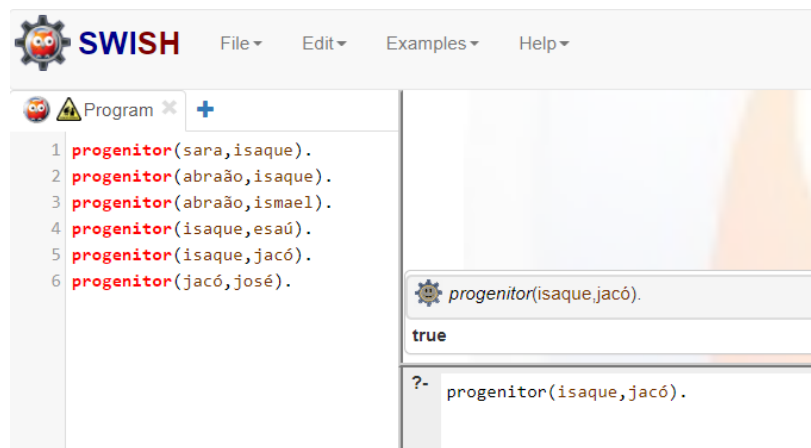 SWISH File Edit Examples Help
Program
1 progenitor(sara,isaque).
2 progenitor(abraão,isaque).
3 progenitor(abraão,ismael).
4 progenitor(isaque,esaú).
5 progenitor(isaque,jacó).
6 progenitor(jacó,josé).
progenitor(isaque,jacó).
true
?- progenitor(isaque,jacó).